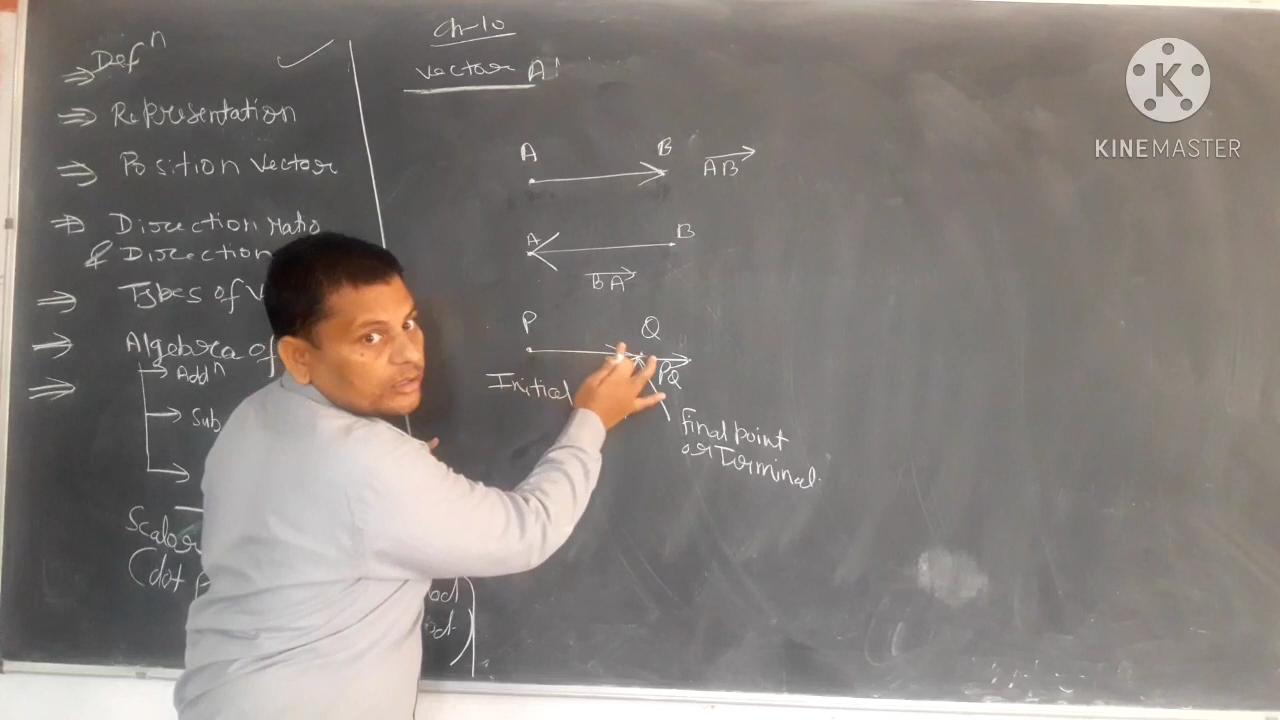 Defⁿ
⇒ Representation
⇒ Position Vector
⇒ Direction ratio
& Direction
⇒ Types of V
⇒ Algebra of
→ Addⁿ
→ Sub
Scalar
(dot
Ch-10
Vector Al
A B AB
A B
BA
P Q
PQ
Initial
final point
or Terminal
K
KINEMASTER